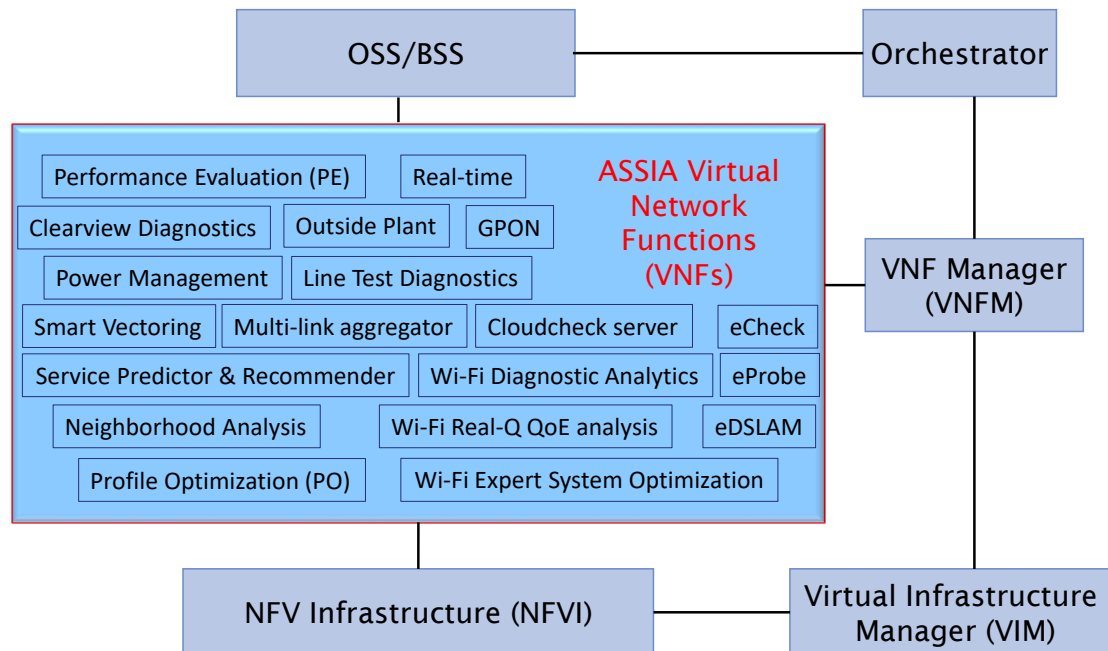 OSS/BSS
Orchestrator
Performance Evaluation (PE)
Real-time
ASSIA Virtual
Network
Functions
(VNFs)
Clearview Diagnostics
Outside Plant
GPON
Power Management
Line Test Diagnostics
VNF Manager
(VNFM)
Smart Vectoring
Multi-link aggregator
Cloudcheck server
eCheck
Service Predictor & Recommender
Wi-Fi Diagnostic Analytics
eProbe
Neighborhood Analysis
Wi-Fi Real-Q QoE analysis
eDSLAM
Profile Optimization (PO)
Wi-Fi Expert System Optimization
NFV Infrastructure (NFVI)
Virtual Infrastructure
Manager (VIM)